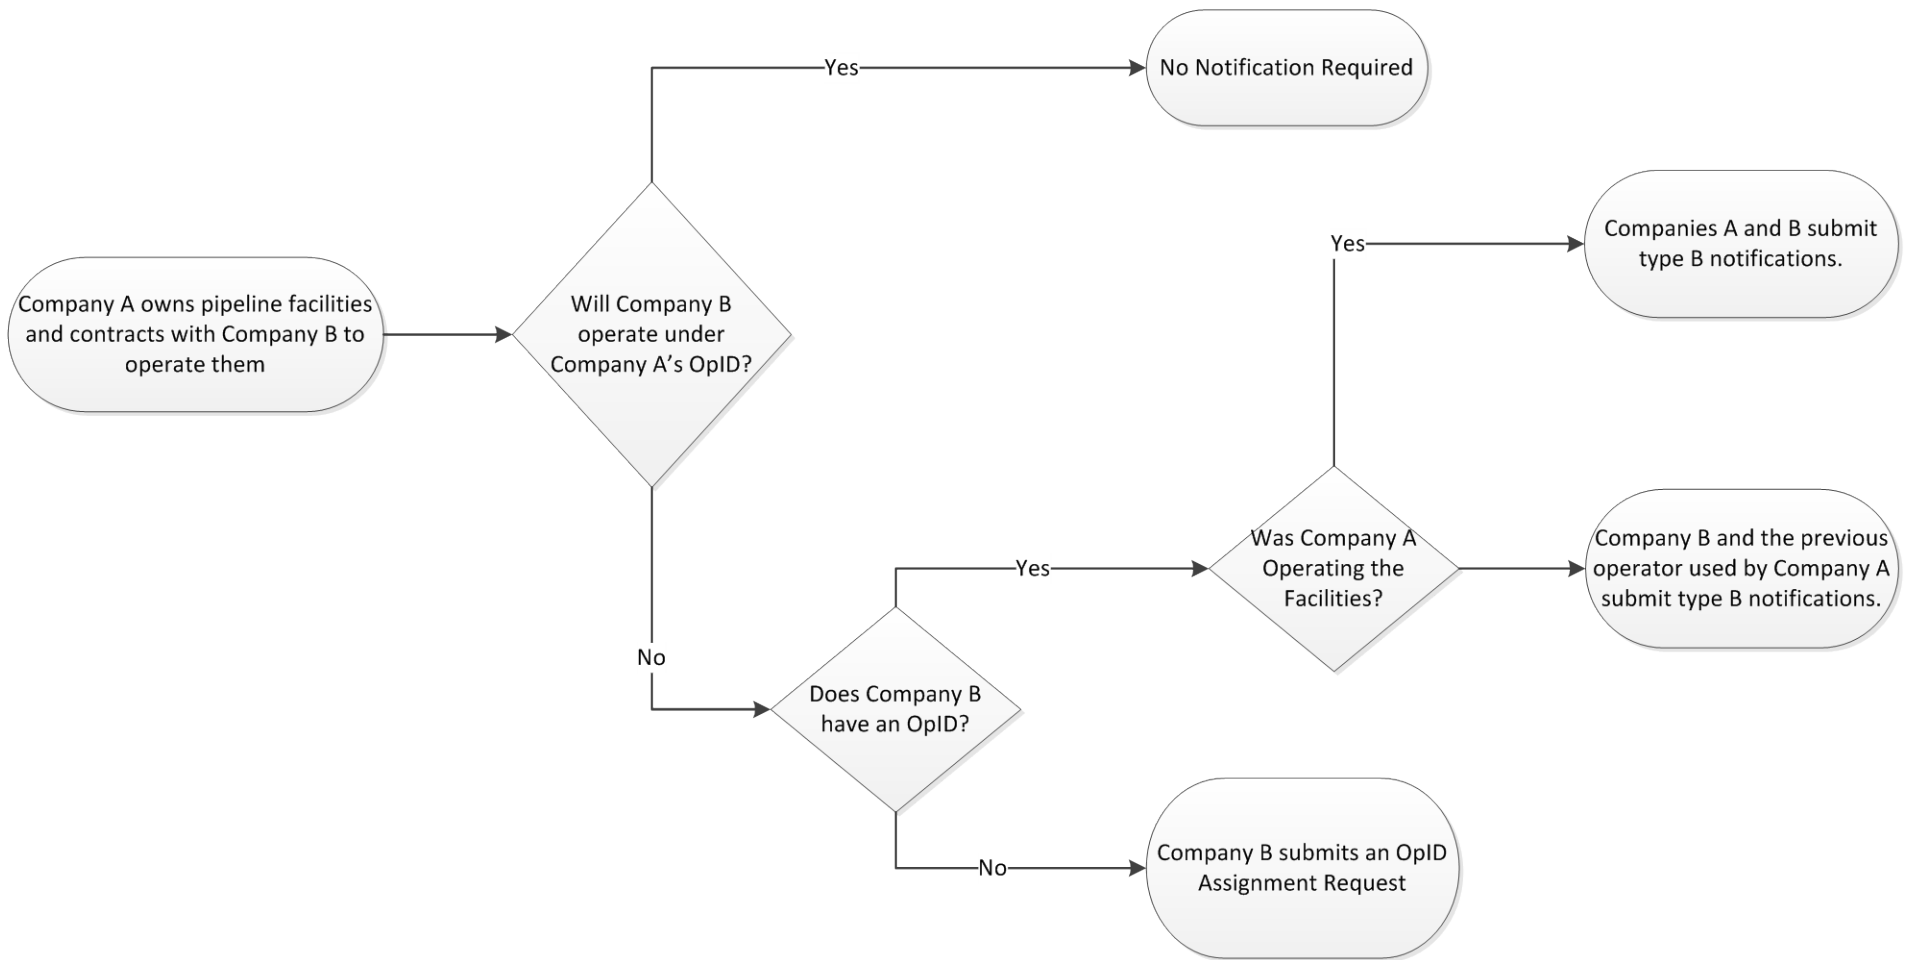 Yes
No Notification Required
Companies A and B submit
type B notifications.
Yes
Company A owns pipeline facilities
and contracts with Company B to
operate them
Will Company B
operate under
Company A’s OpID?
Was Company A
Operating the
Facilities?
Company B and the previous
operator used by Company A
submit type B notifications.
Yes
No
Does Company B
have an OpID?
No
Company B submits an OpID
Assignment Request